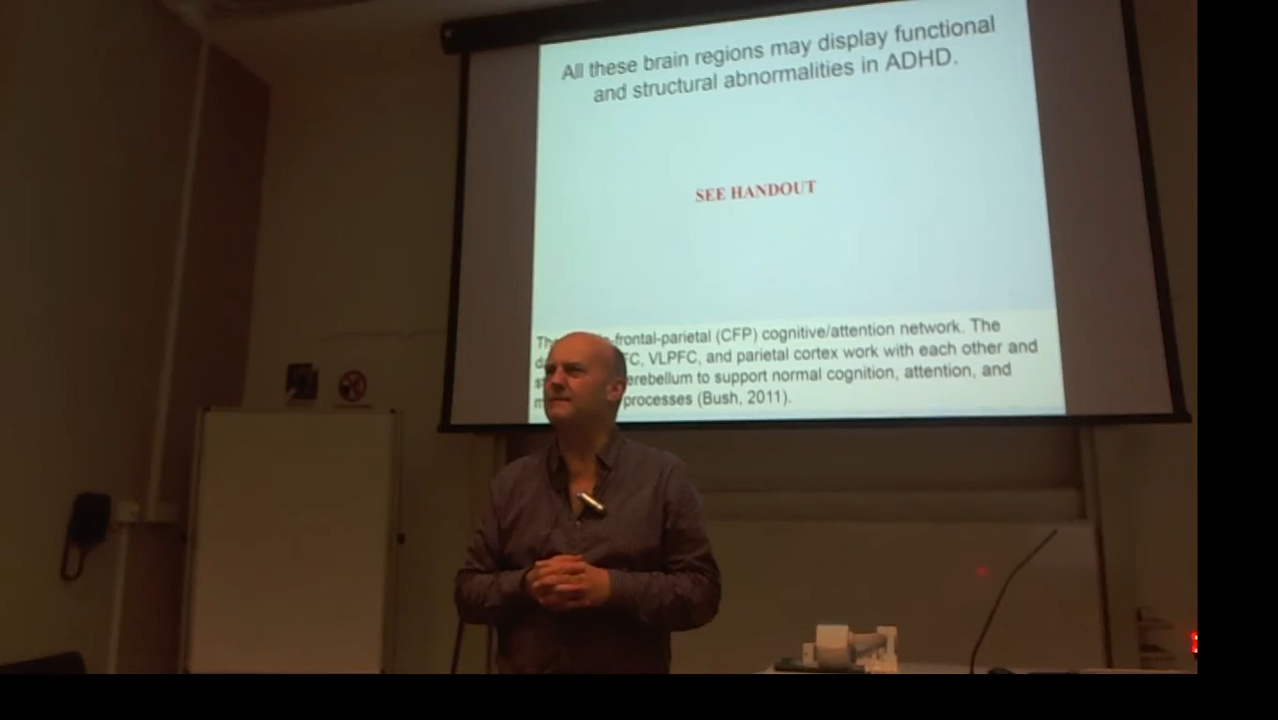 All these brain regions may display functional
and structural abnormalities in ADHD.
SEE HANDOUT
-frontal-parietal (CFP) cognitive/attention network. The
VLPFC, and parietal cortex work with each other and
to support normal cognition, attention, and
processes (Bush, 2011).